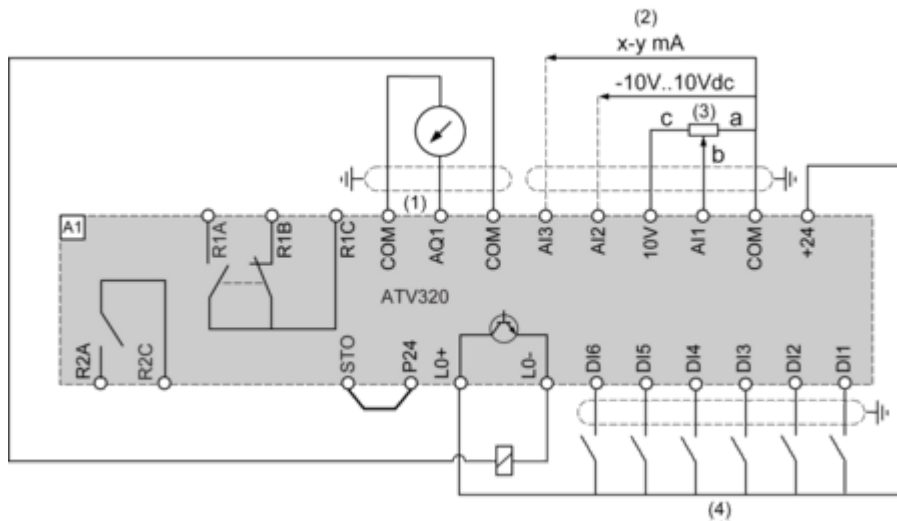 (2)
x-y mA
-10V..10Vdc
c (3) a
b
(1)
A1
R1A R1B R1C COM AQ1 COM AI3 AI2 10V AI1 COM +24
ATV320
R2A R2C STO P24 L0+ L0- DI6 DI5 DI4 DI3 DI2 DI1
(4)